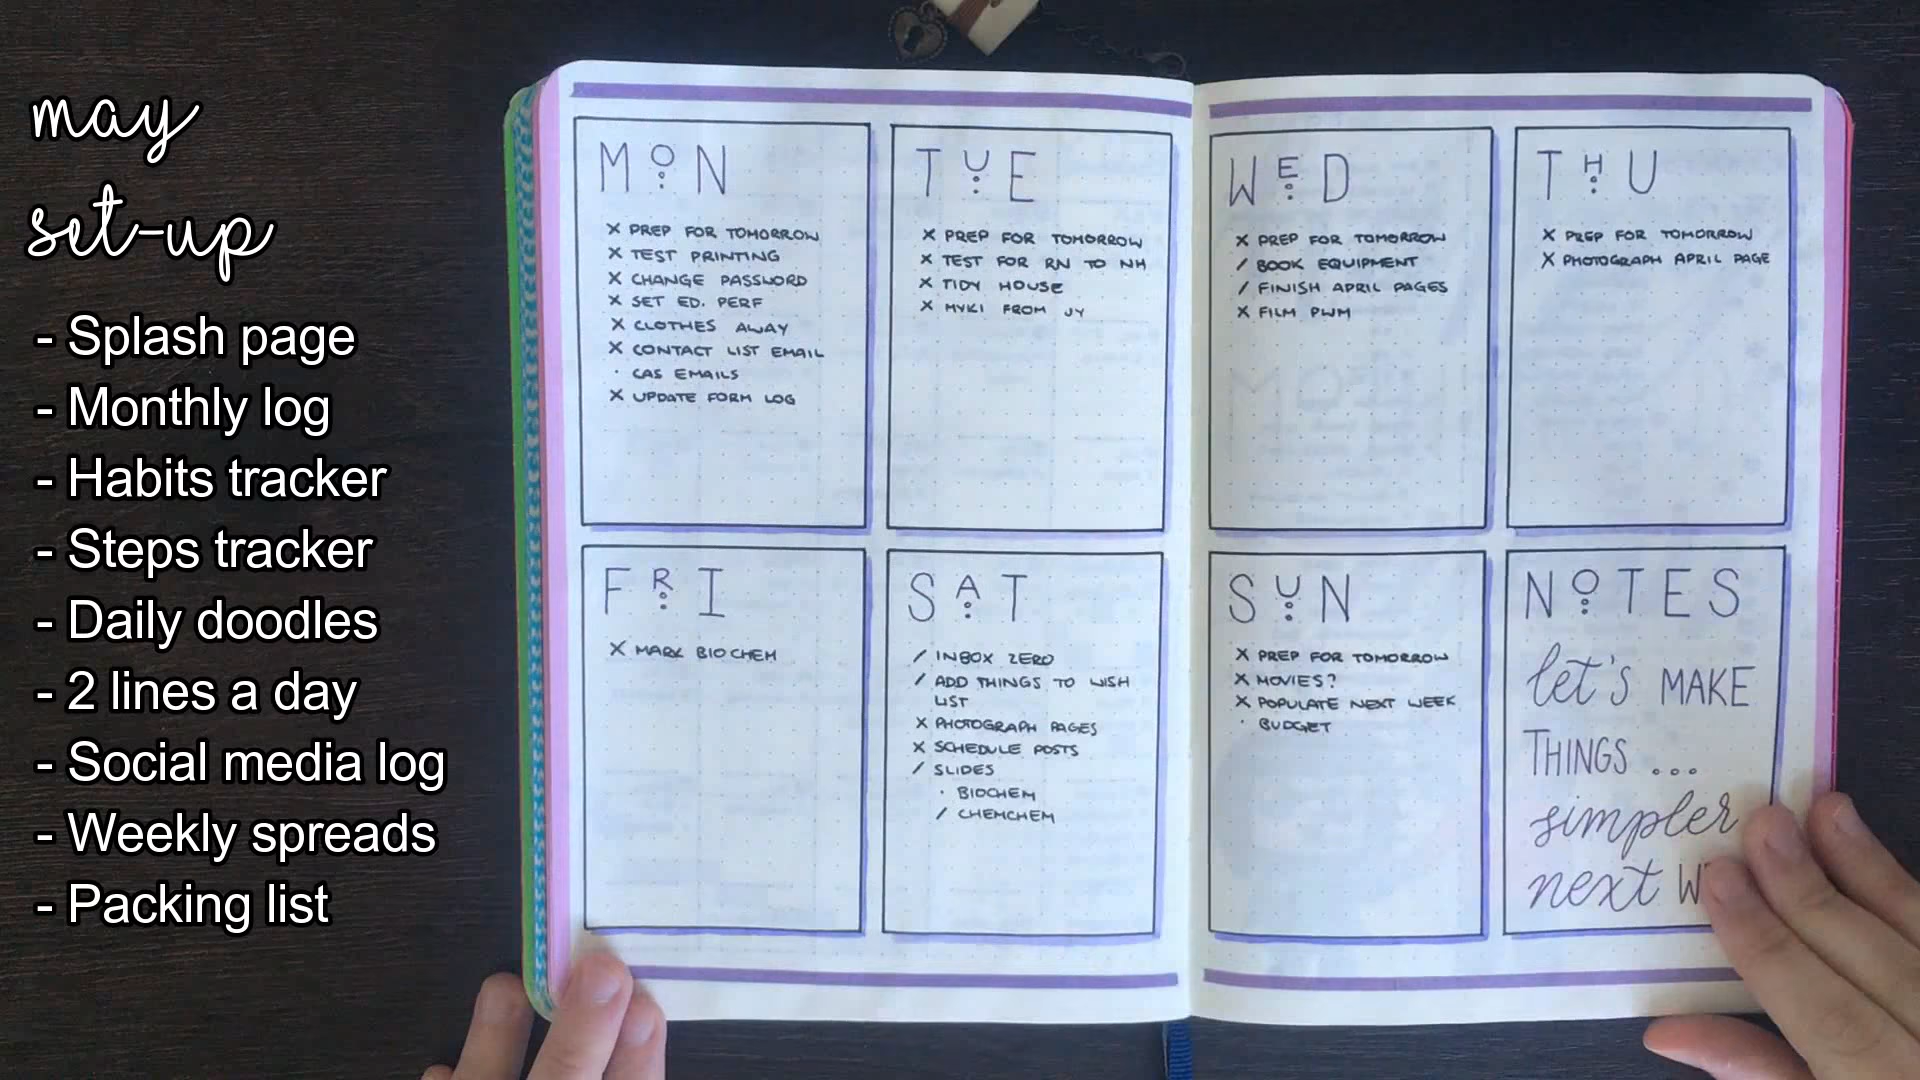 may
set-up
- Splash page
- Monthly log
- Habits tracker
- Steps tracker
- Daily doodles
- 2 lines a day
- Social media log
- Weekly spreads
- Packing list
MON
X PREP FOR TOMORROW
X TEST PRINTING
X CHANGE PASSWORD
X SET ED. PERF
X CLOTHES AWAY
X CONTACT LIST EMAIL
· CAS EMAILS
X UPDATE FORM LOG
TUE
X PREP FOR TOMORROW
X TEST FOR RN TO NH
X TIDY HOUSE
X MYKI FROM JY
WED
X PREP FOR TOMORROW
/ BOOK EQUIPMENT
/ FINISH APRIL PAGES
X FILM PWM
THU
X PREP FOR TOMORROW
X PHOTOGRAPH APRIL PAGE
FRI
X MARK BIOCHEM
SAT
/ INBOX ZERO
/ ADD THINGS TO WISH
LIST
X PHOTOGRAPH PAGES
X SCHEDULE POSTS
/ SLIDES
· BIOCHEM
/ CHEMCHEM
SUN
X PREP FOR TOMORROW
X MOVIES?
X POPULATE NEXT WEEK
· BUDGET
NOTES
let's MAKE
THINGS ...
simpler
next